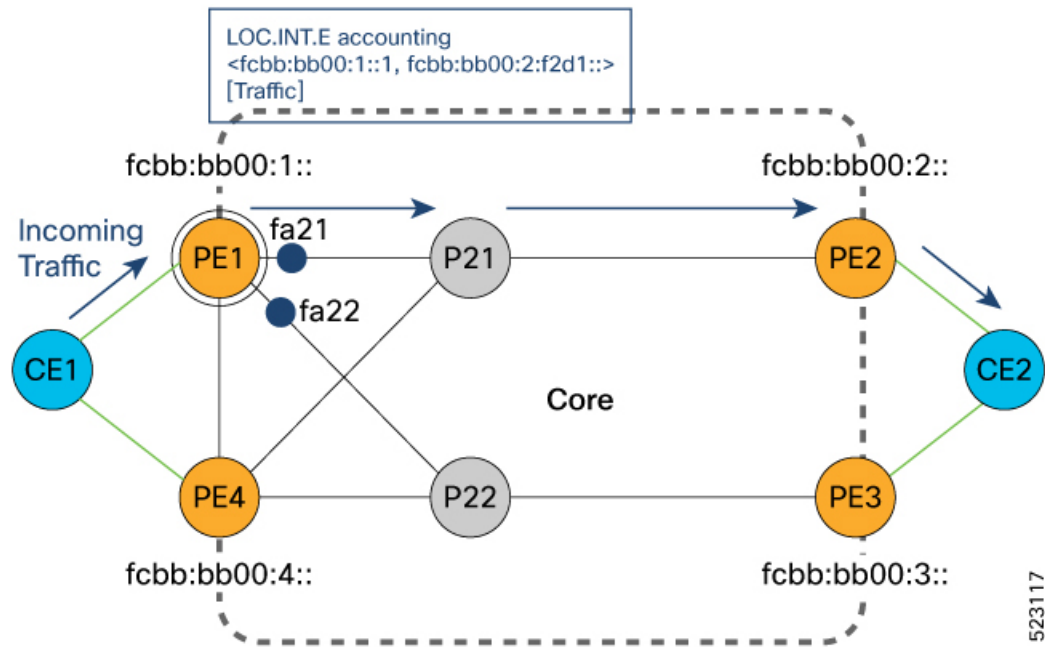 LOC.INT.E accounting
<fcbb:bb00:1::1, fcbb:bb00:2:f2d1::>
[Traffic]
fcbb:bb00:1::
fcbb:bb00:2::
Incoming
Traffic
PE1
fa21
P21
PE2
fa22
CE1
Core
CE2
PE4
P22
PE3
fcbb:bb00:4::
fcbb:bb00:3::
523117